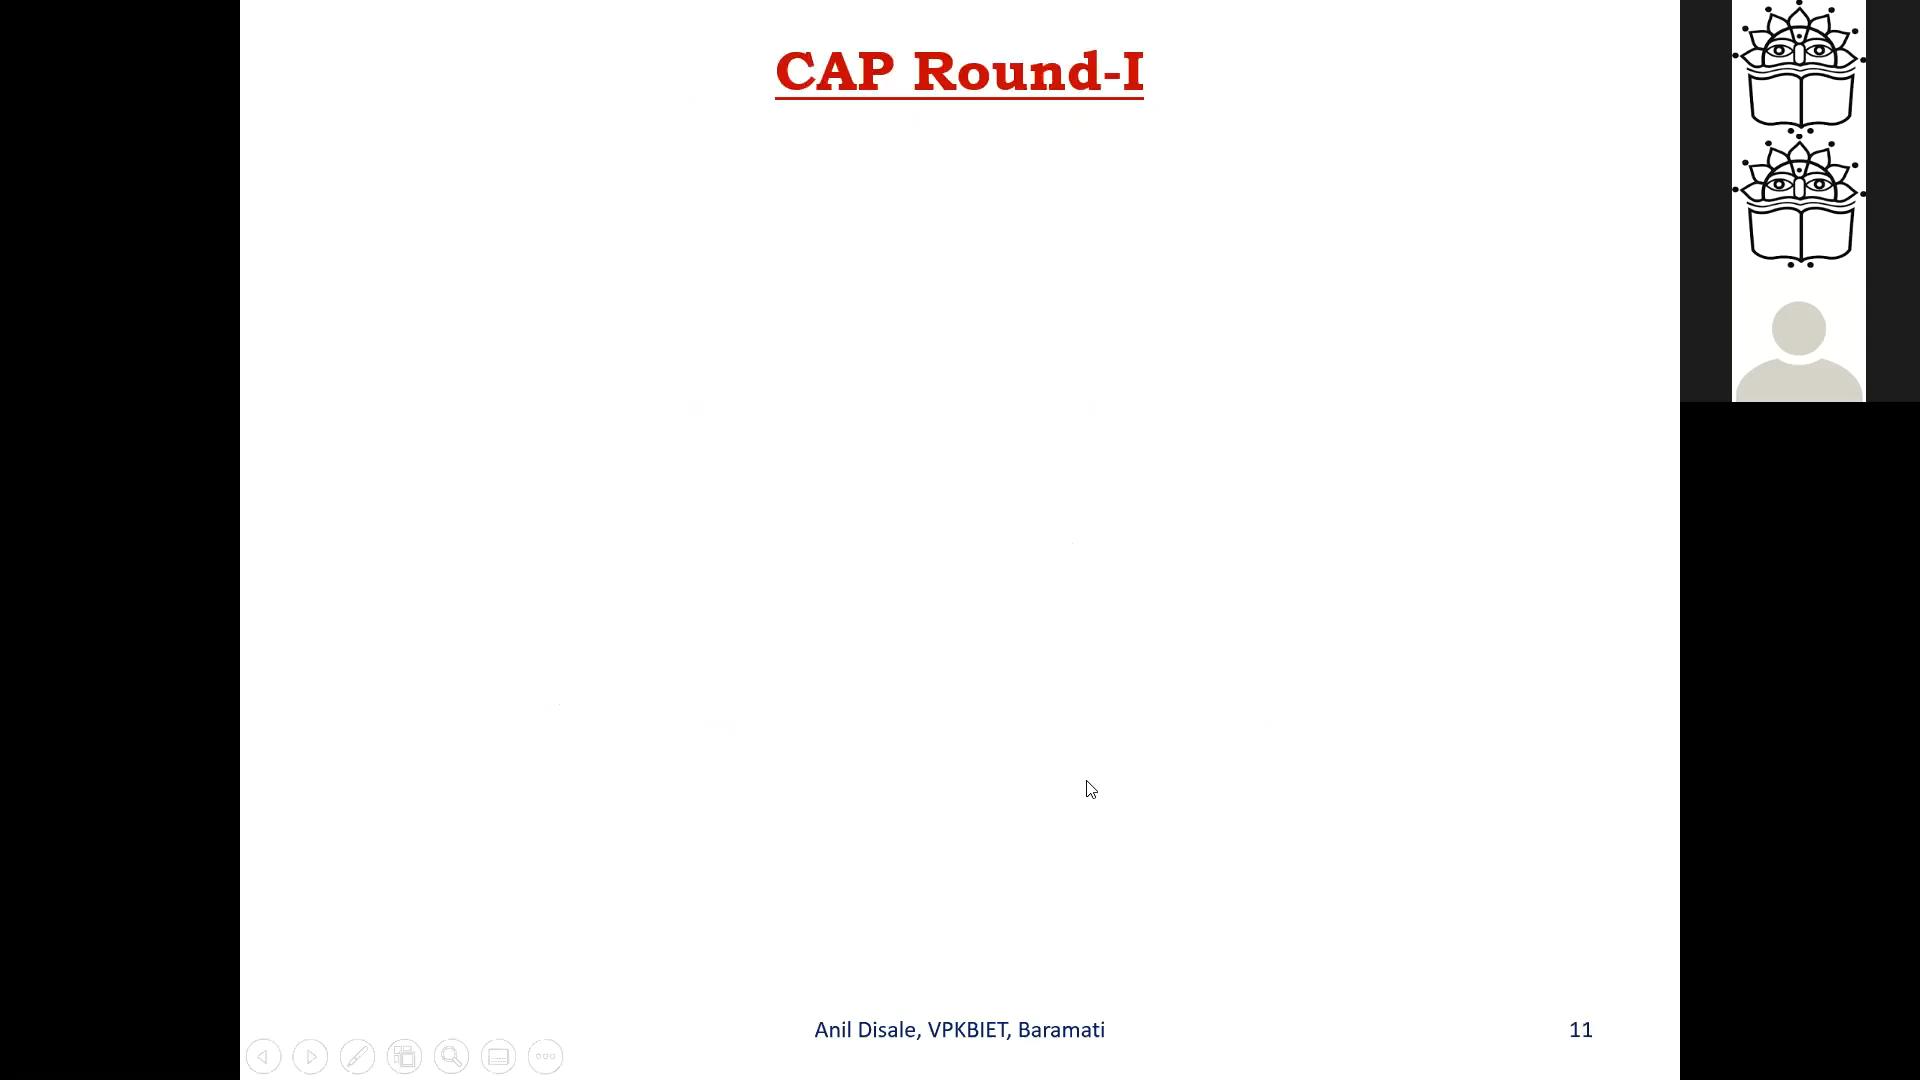 CAP Round-I
Anil Disale, VPKBIET, Baramati
11